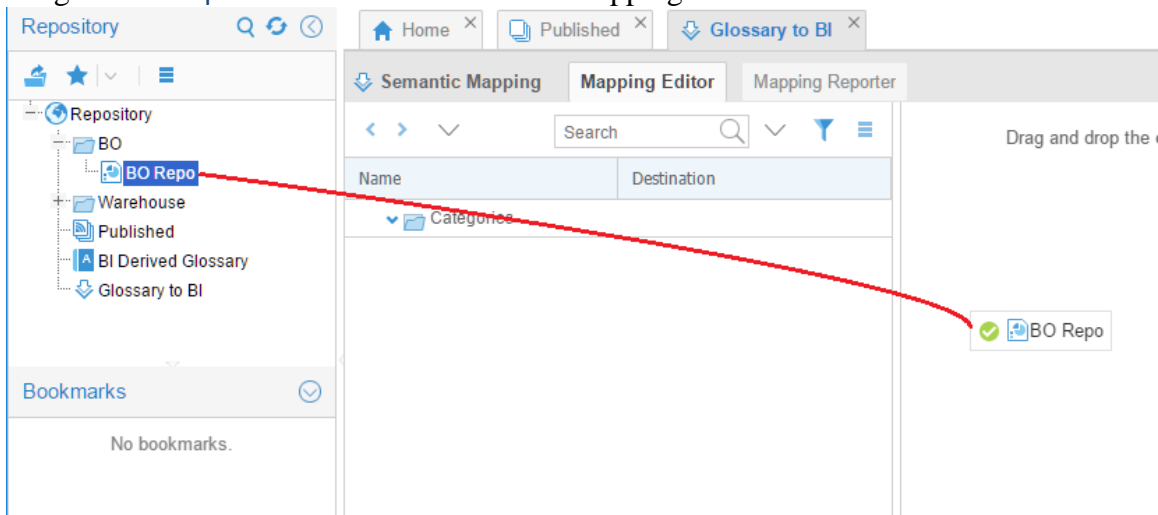 Repository
Home
Published
Glossary to BI
Semantic Mapping
Mapping Editor
Mapping Reporter
Repository
BO
BO Repo
Warehouse
Published
BI Derived Glossary
Glossary to BI
Search
Name
Destination
Categories
Drag and drop the
BO Repo
Bookmarks
No bookmarks.